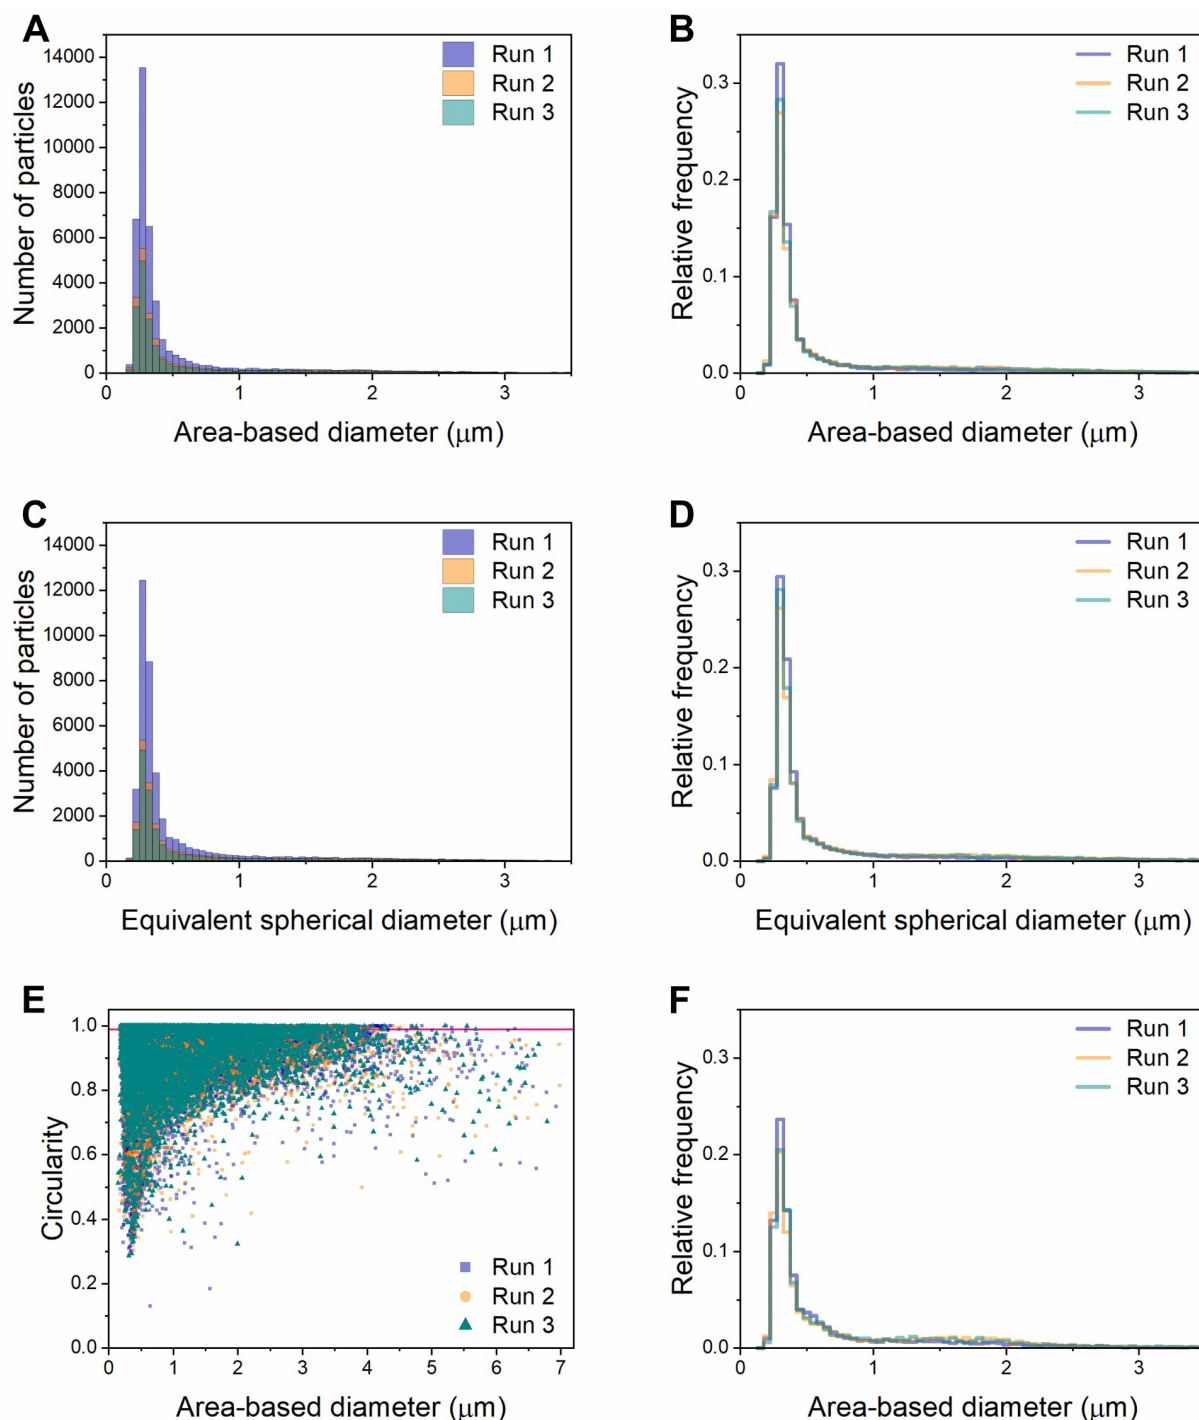 A
14000
12000
10000
8000
6000
4000
2000
0
Number of particles
Run 1
Run 2
Run 3
0 1 2 3
Area-based diameter (μm)
B
0.3
0.2
0.1
0.0
Relative frequency
Run 1
Run 2
Run 3
0 1 2 3
Area-based diameter (μm)
C
14000
12000
10000
8000
6000
4000
2000
0
Number of particles
Run 1
Run 2
Run 3
0 1 2 3
Equivalent spherical diameter (μm)
D
0.3
0.2
0.1
0.0
Relative frequency
Run 1
Run 2
Run 3
0 1 2 3
Equivalent spherical diameter (μm)
E
1.0
0.8
0.6
0.4
0.2
0.0
Circularity
Run 1
Run 2
Run 3
0 1 2 3 4 5 6 7
Area-based diameter (μm)
F
0.3
0.2
0.1
0.0
Relative frequency
Run 1
Run 2
Run 3
0 1 2 3
Area-based diameter (μm)